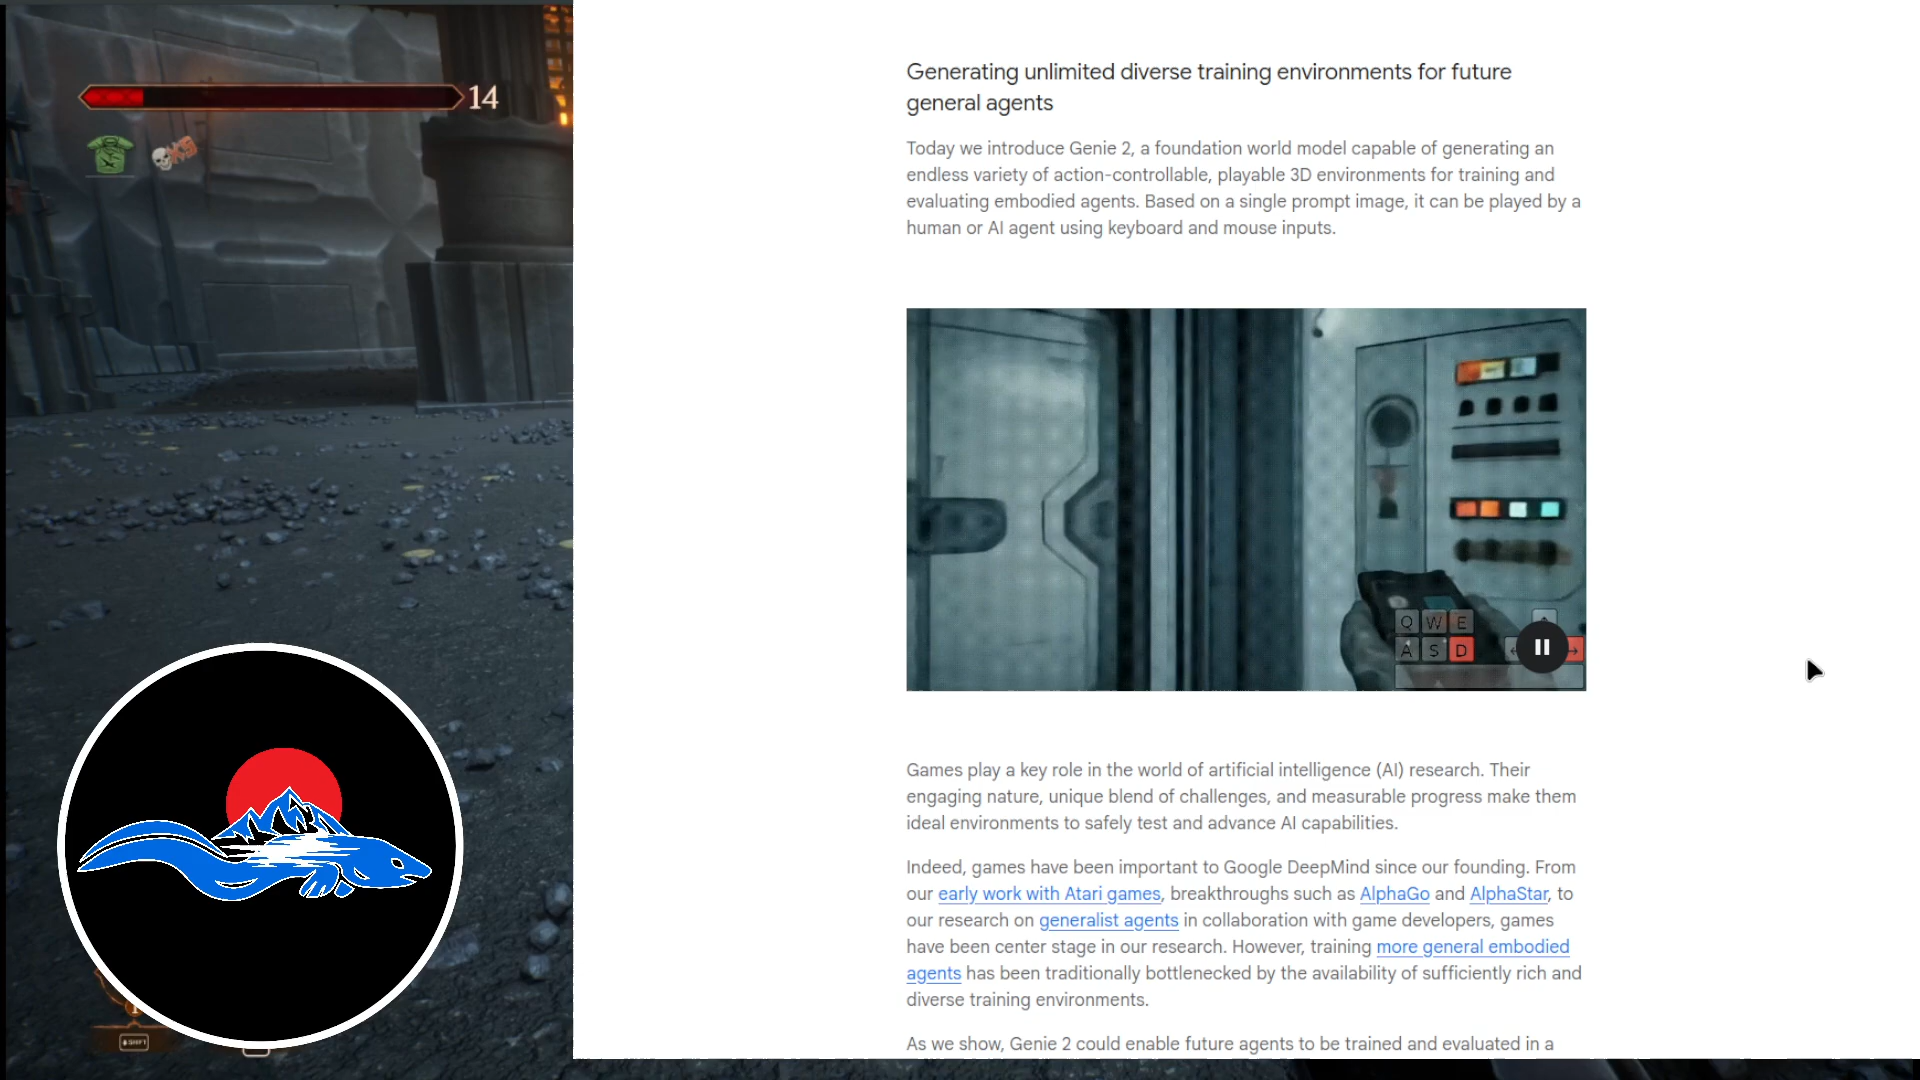 14
Generating unlimited diverse training environments for future
general agents
Today we introduce Genie 2, a foundation world model capable of generating an
endless variety of action-controllable, playable 3D environments for training and
evaluating embodied agents. Based on a single prompt image, it can be played by a
human or AI agent using keyboard and mouse inputs.
Q W E
A S D
Games play a key role in the world of artificial intelligence (AI) research. Their
engaging nature, unique blend of challenges, and measurable progress make them
ideal environments to safely test and advance AI capabilities.
Indeed, games have been important to Google DeepMind since our founding. From
our early work with Atari games, breakthroughs such as AlphaGo and AlphaStar, to
our research on generalist agents in collaboration with game developers, games
have been center stage in our research. However, training more general embodied
agents has been traditionally bottlenecked by the availability of sufficiently rich and
diverse training environments.
As we show, Genie 2 could enable future agents to be trained and evaluated in a
SHIFT